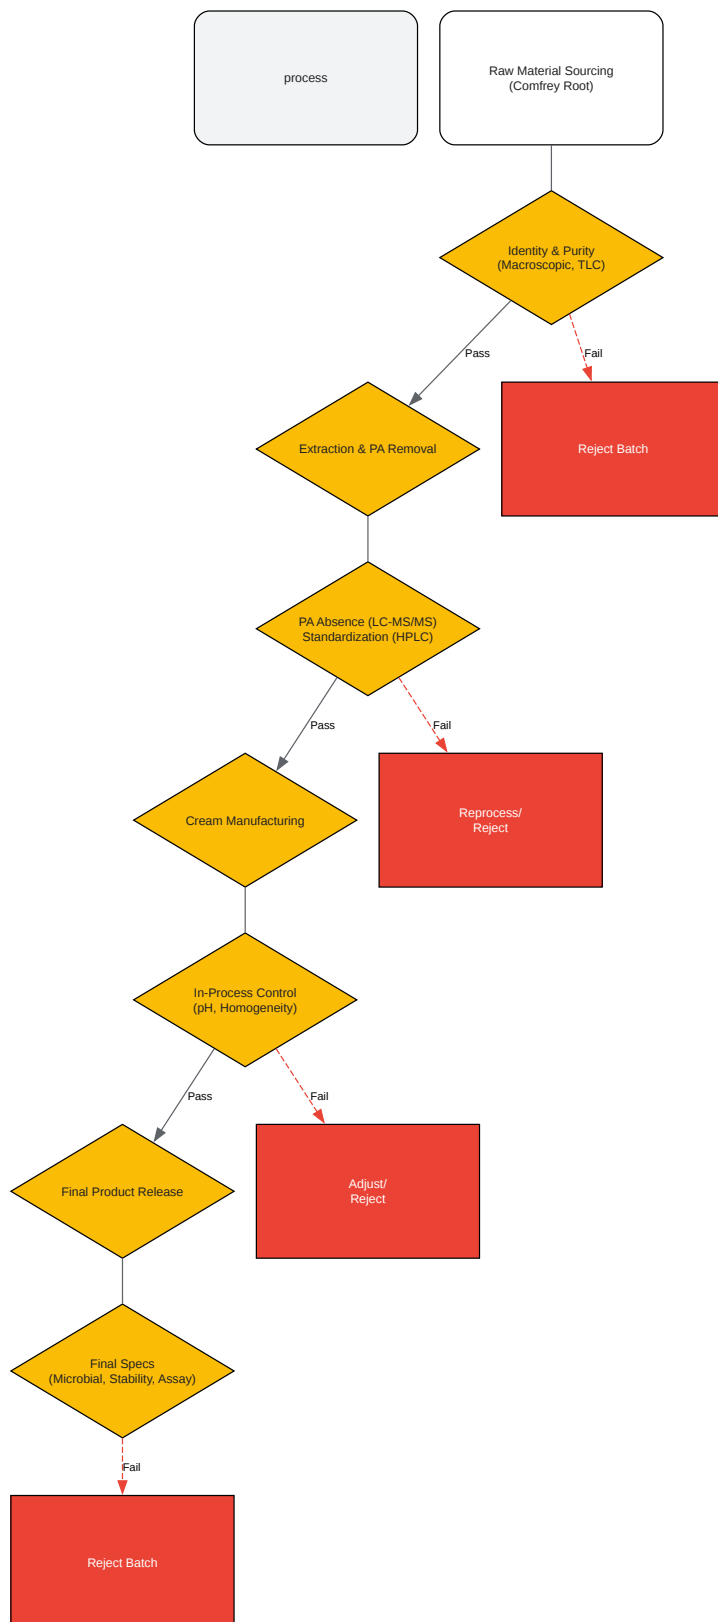 process
Raw Material Sourcing
(Comfrey Root)
Identity & Purity
(Macroscopic, TLC)
Pass
Fail
Extraction & PA Removal
Reject Batch
PA Absence (LC-MS/MS)
Standardization (HPLC)
Pass
Fail
Cream Manufacturing
Reprocess/
Reject
In-Process Control
(pH, Homogeneity)
Pass
Fail
Final Product Release
Adjust/
Reject
Final Specs
(Microbial, Stability, Assay)
Fail
Reject Batch